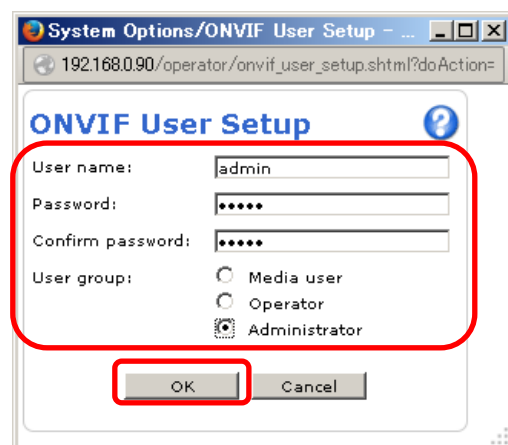 System Options/ONVIF User Setup - ...
192.168.0.90/operator/onvif_user_setup.shtml?doAction=
ONVIF User Setup
User name: admin
Password: •••••
Confirm password: •••••
User group: Media user
Operator
Administrator
OK Cancel